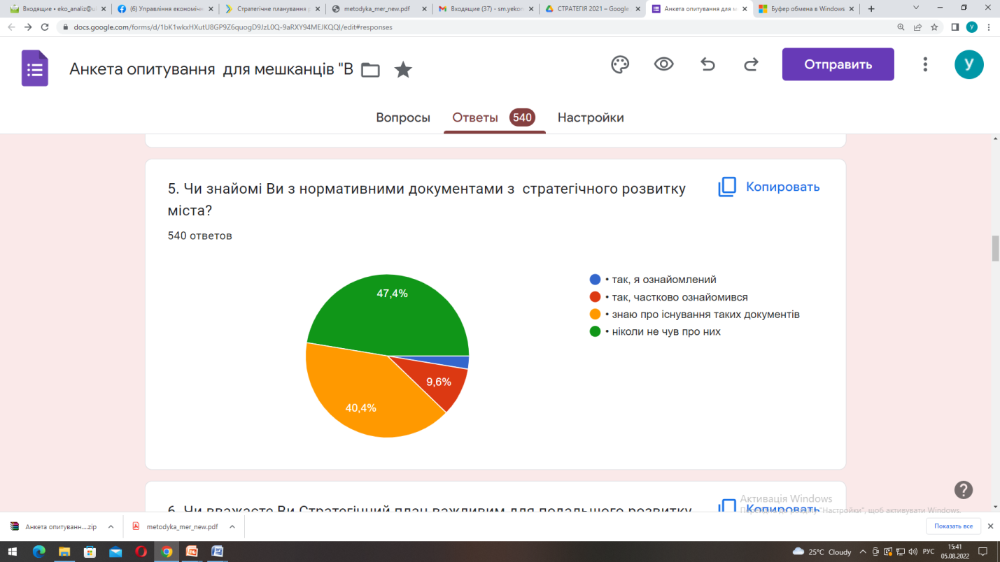 Входящие • eko_analiz@u
(6) Управління економічн
Стратегічне планування р
metodyka_mer_new.pdf
Входящие (37) - sm.yekon
СТРАТЕГІЯ 2021 – Google
Анкета опитування для м
Буфер обмена в Windows
docs.google.com/forms/d/1bK1wkxHXutU8GP9Z6quogD9JzL0Q-9aRXY94MEJKQQI/edit#responses
У
Анкета опитування для мешканців "В
Отправить
У
Вопросы
Ответы 540
Настройки
5. Чи знайомі Ви з нормативними документами з стратегічного розвитку
міста?
Копировать
540 ответов
47,4%
9,6%
40,4%
• так, я ознайомлений
• так, частково ознайомився
• знаю про існування таких документів
• ніколи не чув про них
6. Чи вважаєте Ви Стратегічний план важливим для подальшого розвитку
Копировать
Активація Windows
"Настройки", щоб активувати Windows.
Анкета опитуванн....zip
metodyka_mer_new.pdf
Показать все
25°C Cloudy
РУС
15:41
05.08.2022